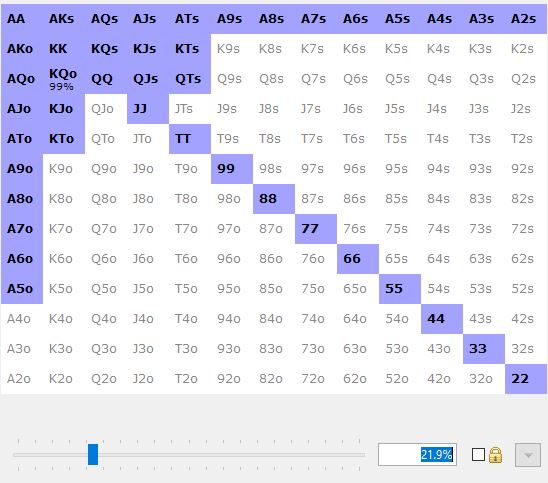 AA AKs AQs AJs ATs A9s A8s A7s A6s A5s A4s A3s A2s
AKo KK KQs KJs KTs K9s K8s K7s K6s K5s K4s K3s K2s
AQo KQo QQ QJs QTs Q9s Q8s Q7s Q6s Q5s Q4s Q3s Q2s
99%
AJo KJo QJo JJ JTs J9s J8s J7s J6s J5s J4s J3s J2s
ATo KTo QTo JTo TT T9s T8s T7s T6s T5s T4s T3s T2s
A9o K9o Q9o J9o T9o 99 98s 97s 96s 95s 94s 93s 92s
A8o K8o Q8o J8o T8o 98o 88 87s 86s 85s 84s 83s 82s
A7o K7o Q7o J7o T7o 97o 87o 77 76s 75s 74s 73s 72s
A6o K6o Q6o J6o T6o 96o 86o 76o 66 65s 64s 63s 62s
A5o K5o Q5o J5o T5o 95o 85o 75o 65o 55 54s 53s 52s
A4o K4o Q4o J4o T4o 94o 84o 74o 64o 54o 44 43s 42s
A3o K3o Q3o J3o T3o 93o 83o 73o 63o 53o 43o 33 32s
A2o K2o Q2o J2o T2o 92o 82o 72o 62o 52o 42o 32o 22
21.9%